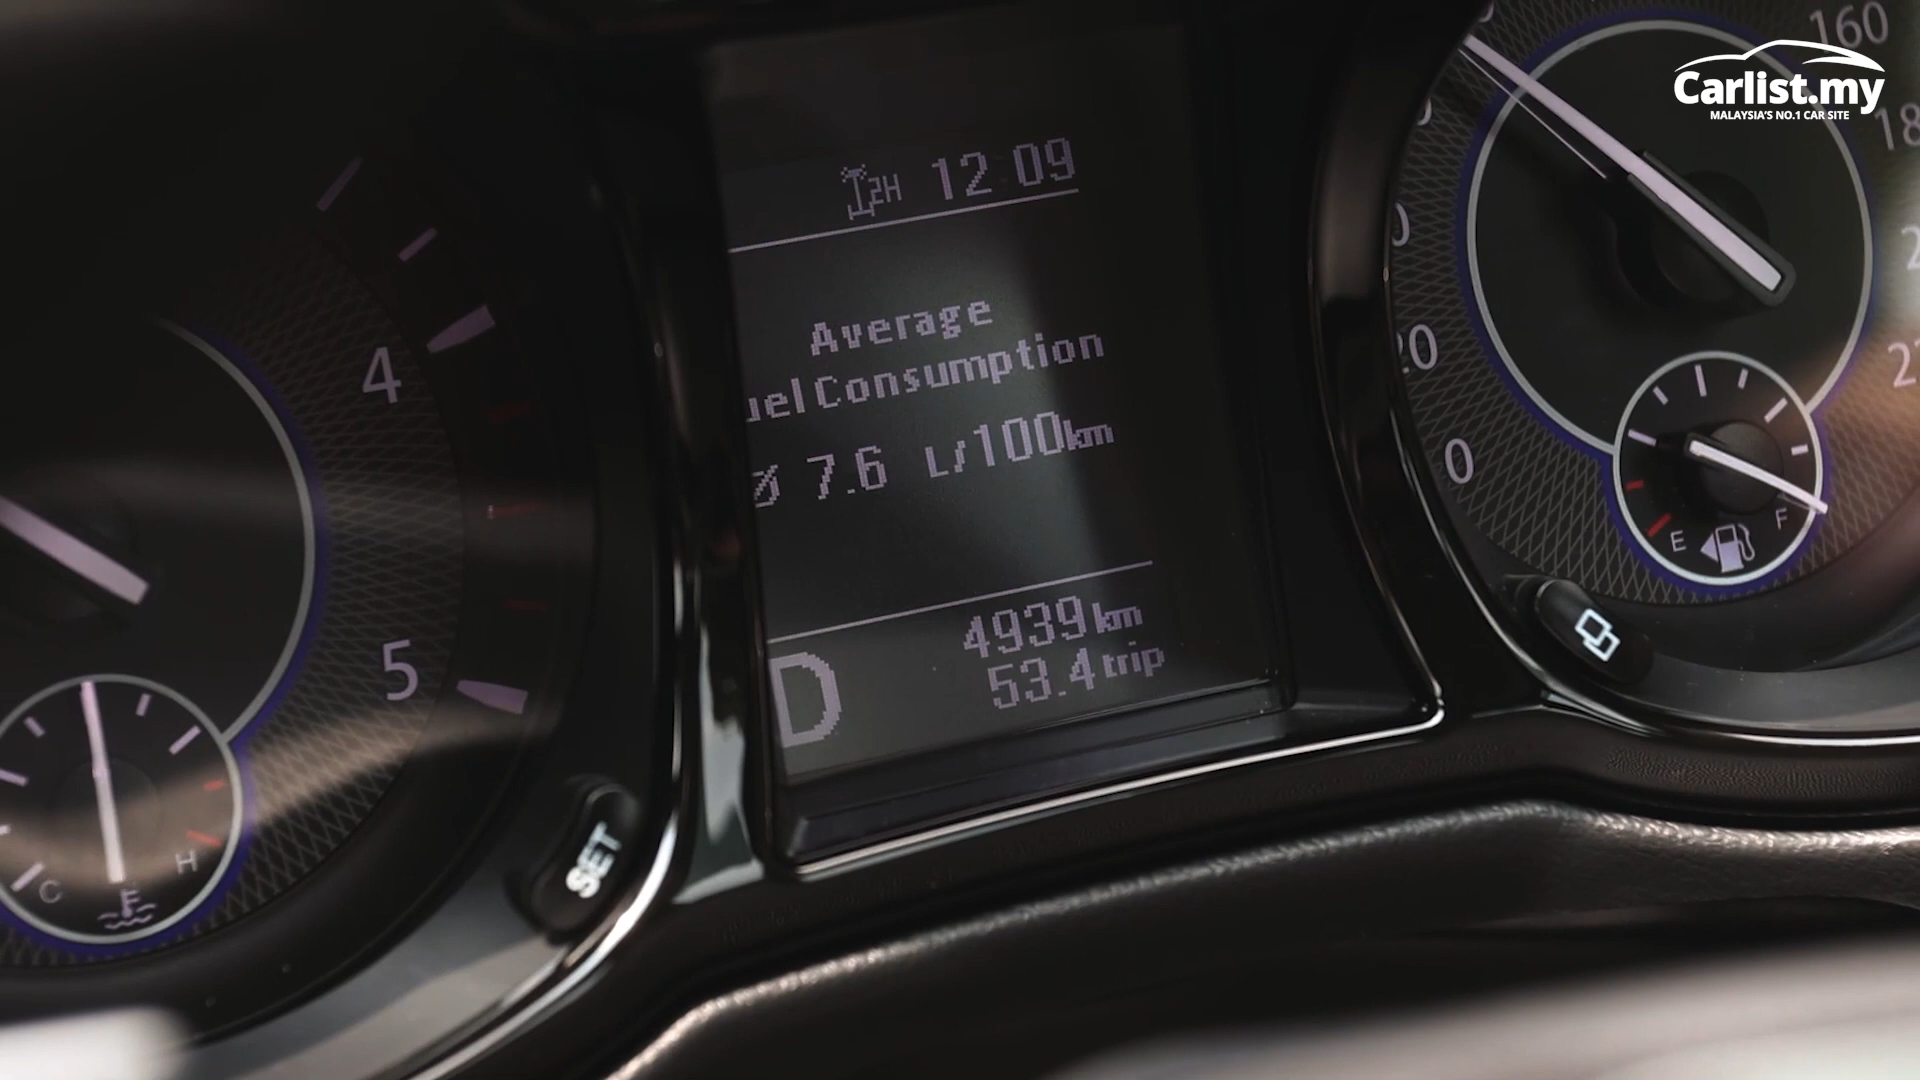 160
Carlist.my
MALAYSIA'S NO.1 CAR SITE
2H 12 09
Average
uel Consumption
ø 7.6 L/100km
4939km
53.4trip
D
4
5
C H
SET
20
0
E F